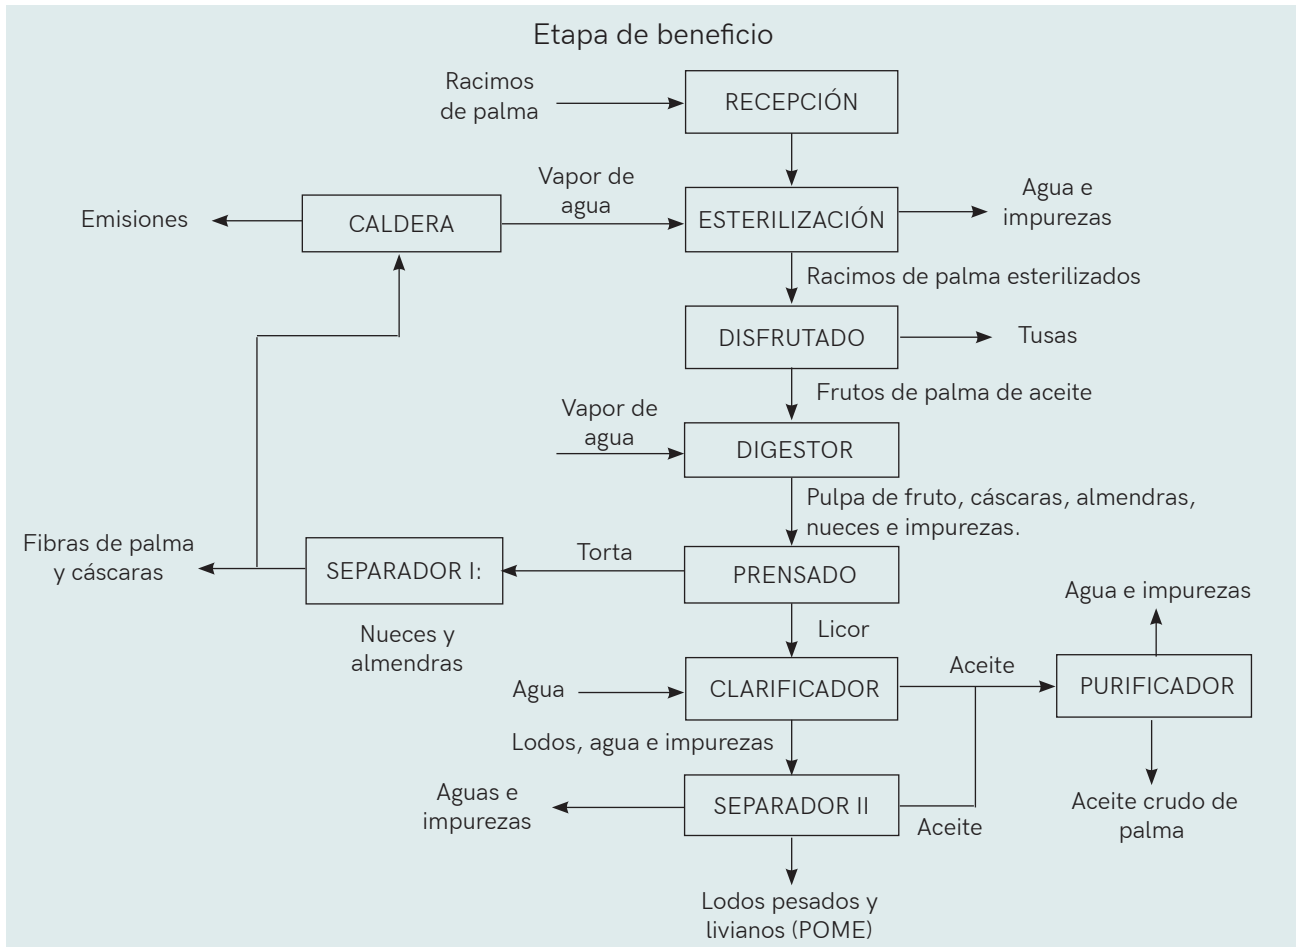 Etapa de beneficio
Racimos
de palma
RECEPCIÓN
Vapor de
agua
Agua e
impurezas
Emisiones
CALDERA
ESTERILIZACIÓN
Racimos de palma esterilizados
DISFRUTADO
Tusas
Frutos de palma de aceite
Vapor de
agua
DIGESTOR
Pulpa de fruto, cáscaras, almendras,
nueces e impurezas.
Fibras de palma
y cáscaras
SEPARADOR I:
Torta
PRENSADO
Agua e impurezas
Nueces y
almendras
Licor
Agua
CLARIFICADOR
Aceite
PURIFICADOR
Lodos, agua e impurezas
Aguas e
impurezas
SEPARADOR II
Aceite
Aceite crudo de
palma
Lodos pesados y
livianos (POME)